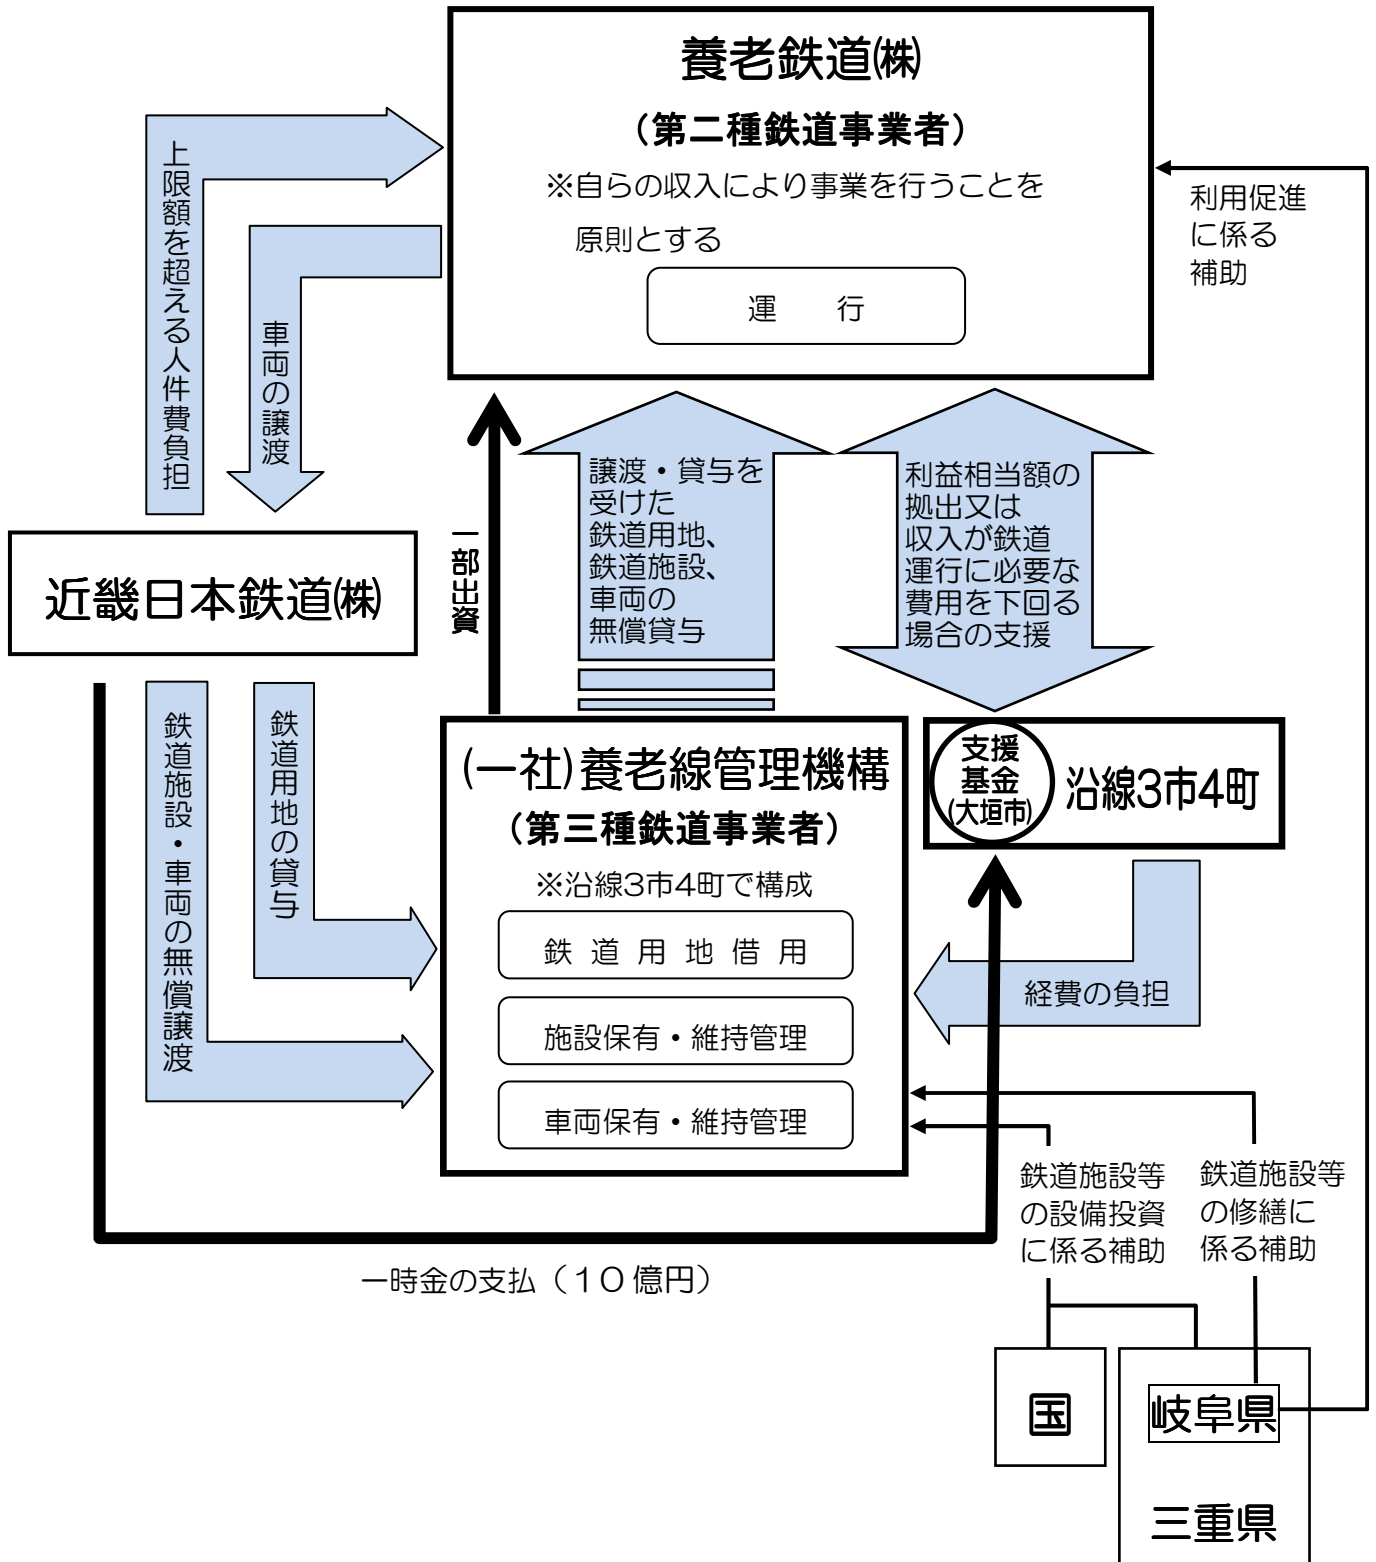 養老鉄道㈱
（第二種鉄道事業者）
※自らの収入により事業を行うことを
原則とする
運　行
上限額を超える人件費負担
車両の譲渡
利用促進
に係る
補助
近畿日本鉄道㈱
一部出資
譲渡・貸与を
受けた
鉄道用地、
鉄道施設、
車両の
無償貸与
利益相当額の
拠出又は
収入が鉄道
運行に必要な
費用を下回る
場合の支援
鉄道施設・車両の無償譲渡
鉄道用地の貸与
(一社)養老線管理機構
（第三種鉄道事業者）
※沿線3市4町で構成
鉄道用地借用
施設保有・維持管理
車両保有・維持管理
支援
基金
(大垣市)
沿線3市4町
経費の負担
鉄道施設等
の設備投資
に係る補助
鉄道施設等
の修繕に
係る補助
一時金の支払（１０億円）
国
岐阜県
三重県